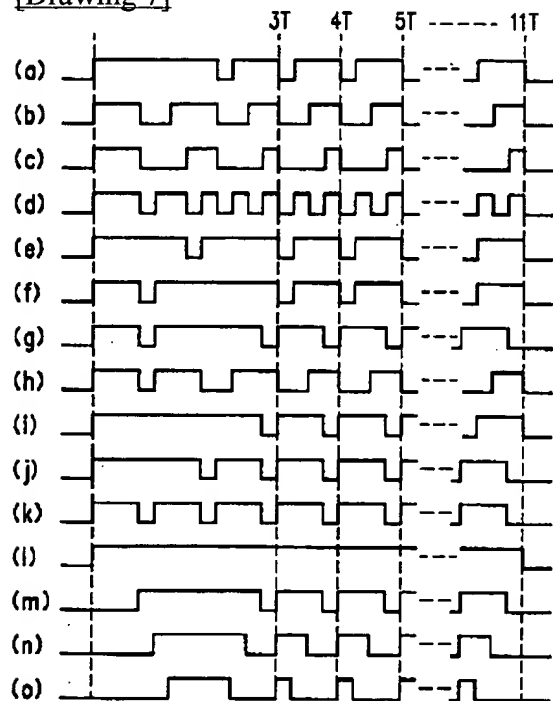 [Drawing 7]
3T 4T 5T -------- 11T
(a)
(b)
(c)
(d)
(e)
(f)
(g)
(h)
(i)
(j)
(k)
(l)
(m)
(n)
(o)